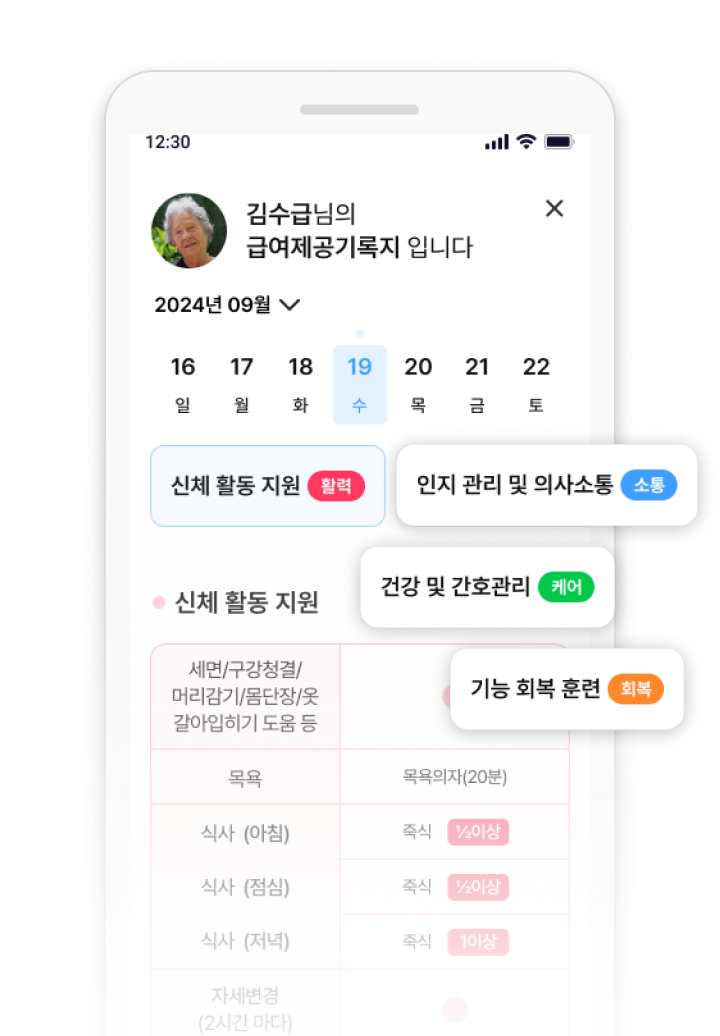 12:30
김수급님의
급여제공기록지 입니다
2024년 09월
16 17 18 19 20 21 22
일 월 화 수 목 금 토
신체 활동 지원 활력
인지 관리 및 의사소통 소통
건강 및 간호관리 케어
신체 활동 지원
기능 회복 훈련 회복
세면/구강청결/
머리감기/몸단장/옷
갈아입히기 도움 등
목욕 목욕의자(20분)
식사 (아침) 죽식 ½이상
식사 (점심) 죽식 ½이상
식사 (저녁) 죽식 1이상
자세변경
(2시간 마다)